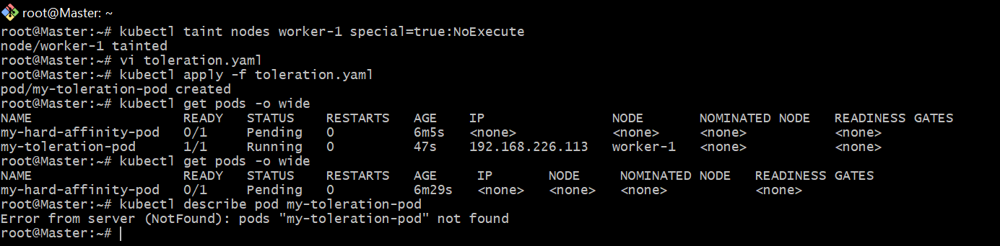 root@Master: ~
root@Master:~# kubectl taint nodes worker-1 special=true:NoExecute
node/worker-1 tainted
root@Master:~# vi toleration.yaml
root@Master:~# kubectl apply -f toleration.yaml
pod/my-toleration-pod created
root@Master:~# kubectl get pods -o wide
NAME                   READY   STATUS    RESTARTS   AGE    IP                NODE       NOMINATED NODE   READINESS GATES
my-hard-affinity-pod   0/1     Pending   0          6m5s   <none>            <none>     <none>           <none>
my-toleration-pod      1/1     Running   0          47s    192.168.226.113   worker-1   <none>           <none>
root@Master:~# kubectl get pods -o wide
NAME                   READY   STATUS    RESTARTS   AGE     IP       NODE     NOMINATED NODE   READINESS GATES
my-hard-affinity-pod   0/1     Pending   0          6m29s   <none>   <none>   <none>           <none>
root@Master:~# kubectl describe pod my-toleration-pod
Error from server (NotFound): pods "my-toleration-pod" not found
root@Master:~#